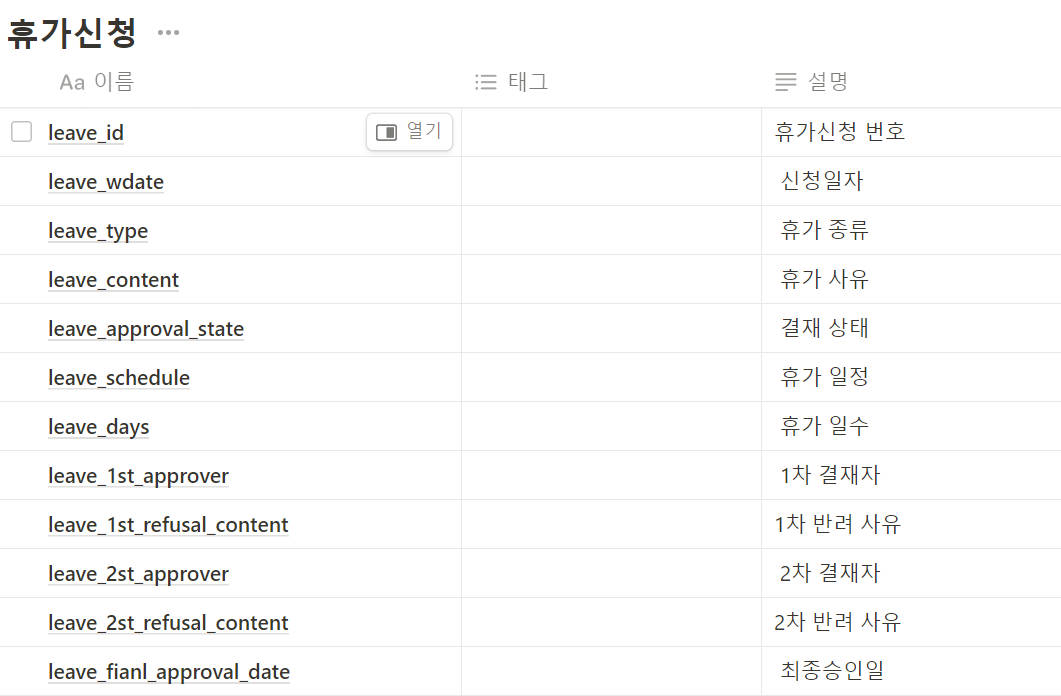 휴가신청 ···
Aa 이름 태그 설명
leave_id 열기 휴가신청 번호
leave_wdate 신청일자
leave_type 휴가 종류
leave_content 휴가 사유
leave_approval_state 결재 상태
leave_schedule 휴가 일정
leave_days 휴가 일수
leave_1st_approver 1차 결재자
leave_1st_refusal_content 1차 반려 사유
leave_2st_approver 2차 결재자
leave_2st_refusal_content 2차 반려 사유
leave_fianl_approval_date 최종승인일